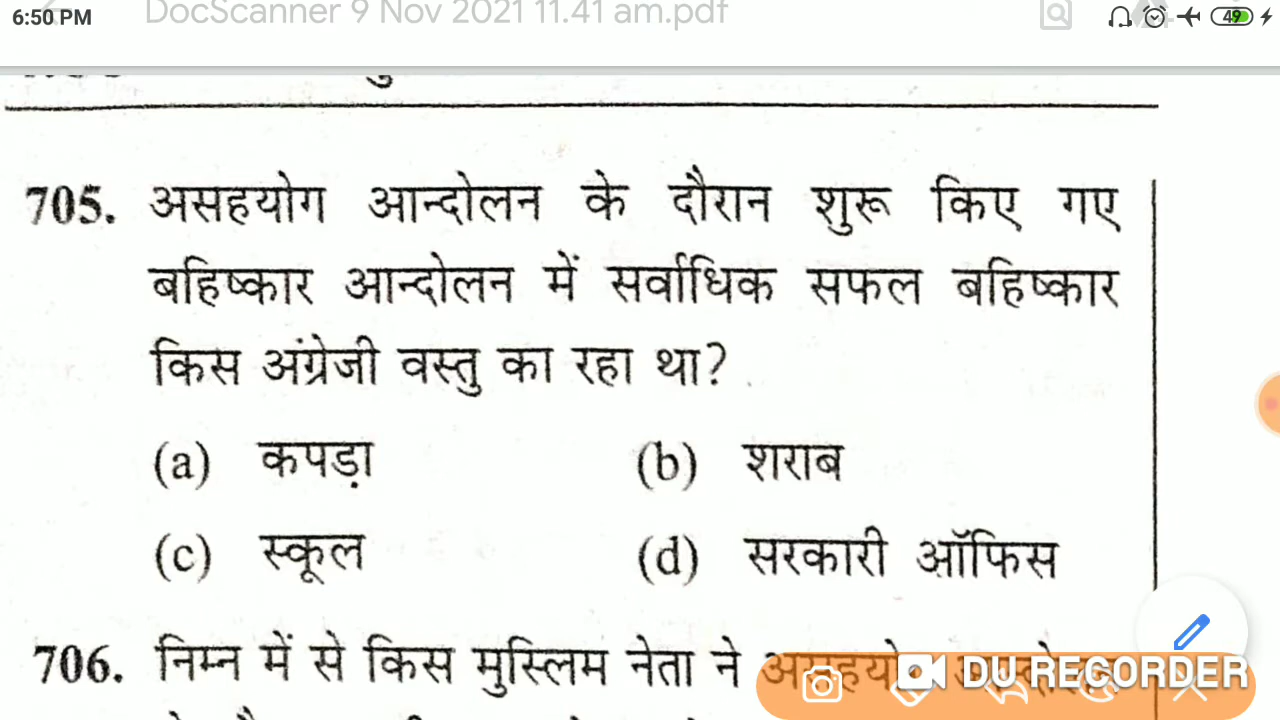 6:50 PM
DocScanner 9 Nov 2021 11.41 am.pdf
49
705. असहयोग आन्दोलन के दौरान शुरू किए गए
बहिष्कार आन्दोलन में सर्वाधिक सफल बहिष्कार
किस अंग्रेजी वस्तु का रहा था?
(a) कपड़ा (b) शराब
(c) स्कूल (d) सरकारी ऑफिस
706. निम्न में से किस मुस्लिम नेता ने
DU RECORDER